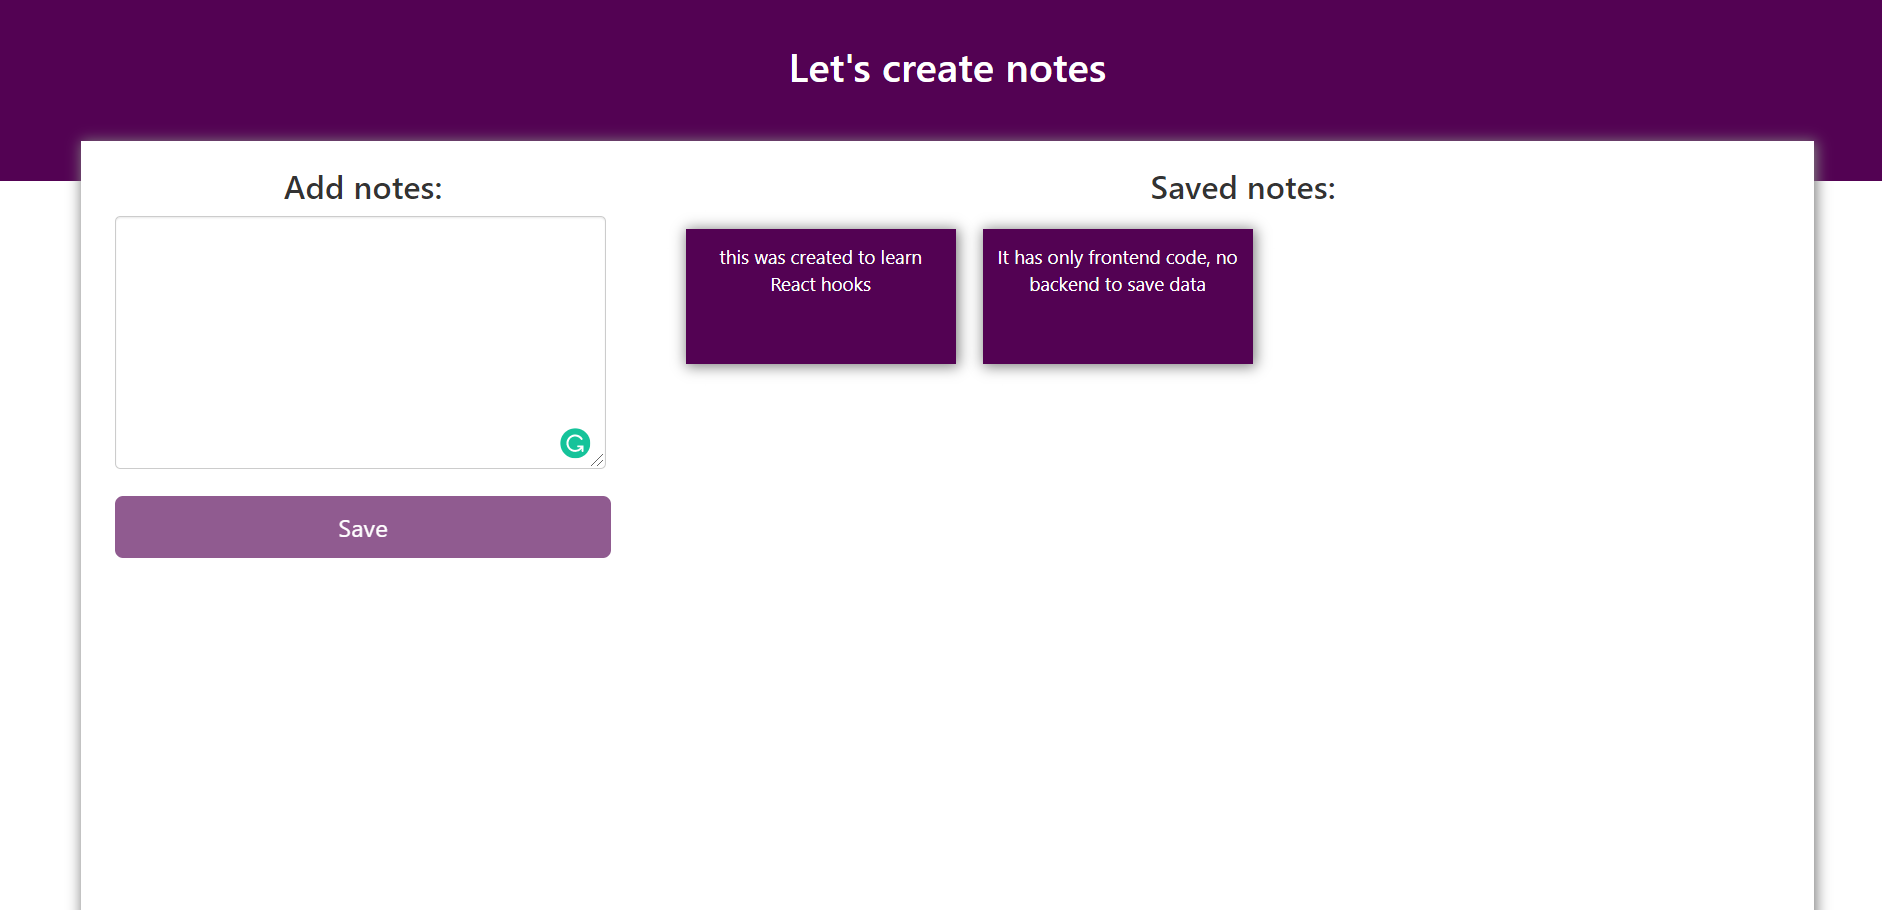 Let's create notes
Add notes:
Save
Saved notes:
this was created to learn
React hooks
It has only frontend code, no
backend to save data